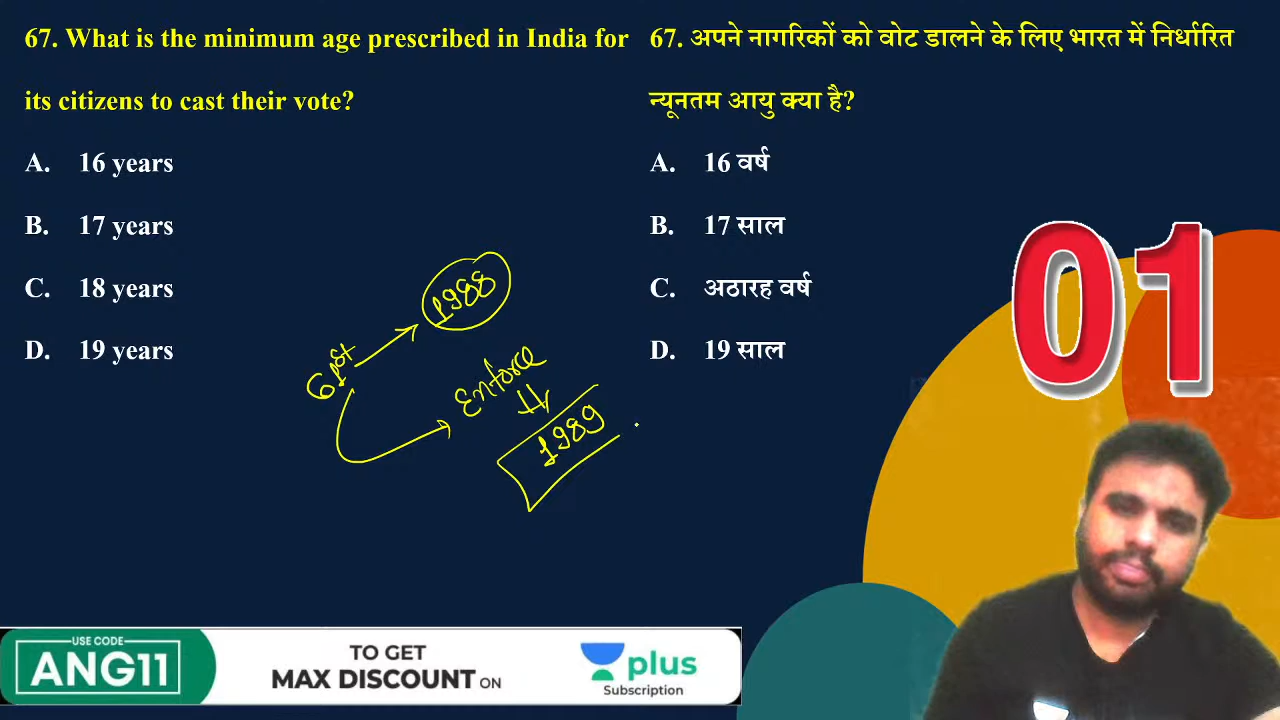 67. What is the minimum age prescribed in India for
its citizens to cast their vote?
A. 16 years
B. 17 years
C. 18 years
D. 19 years
67. अपने नागरिकों को वोट डालने के लिए भारत में निर्धारित
न्यूनतम आयु क्या है?
A. 16 वर्ष
B. 17 साल
C. अठारह वर्ष
D. 19 साल
61st
1988
Enforce
1989
01
USE CODE
ANG11
TO GET
MAX DISCOUNT ON
plus
Subscription